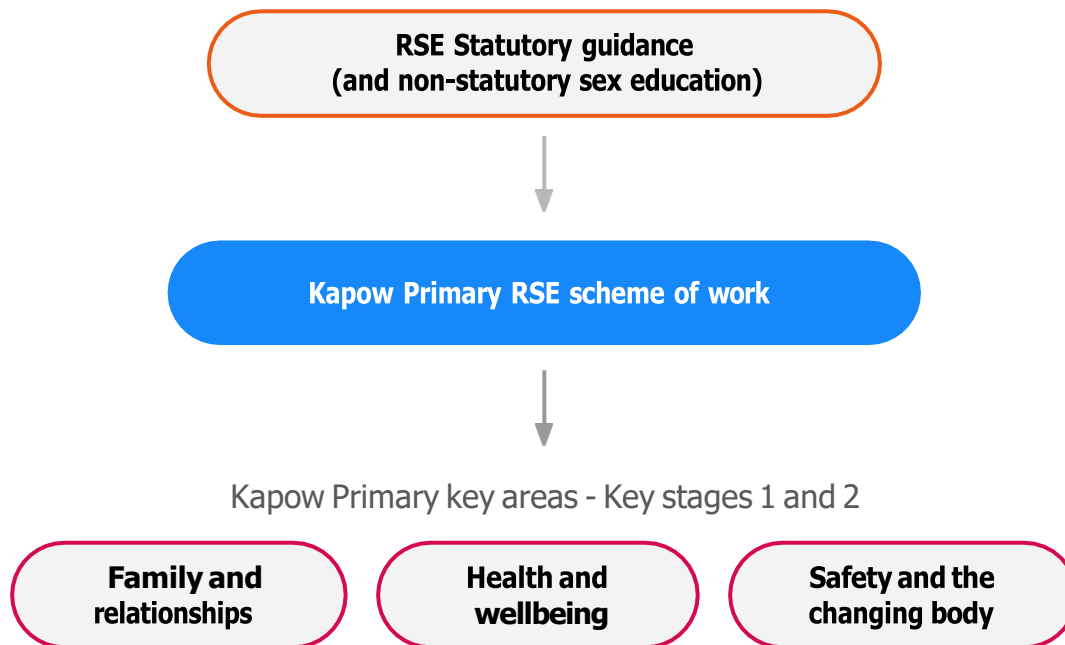 RSE Statutory guidance
(and non-statutory sex education)
Kapow Primary RSE scheme of work
Kapow Primary key areas - Key stages 1 and 2
Family and
relationships
Health and
wellbeing
Safety and the
changing body